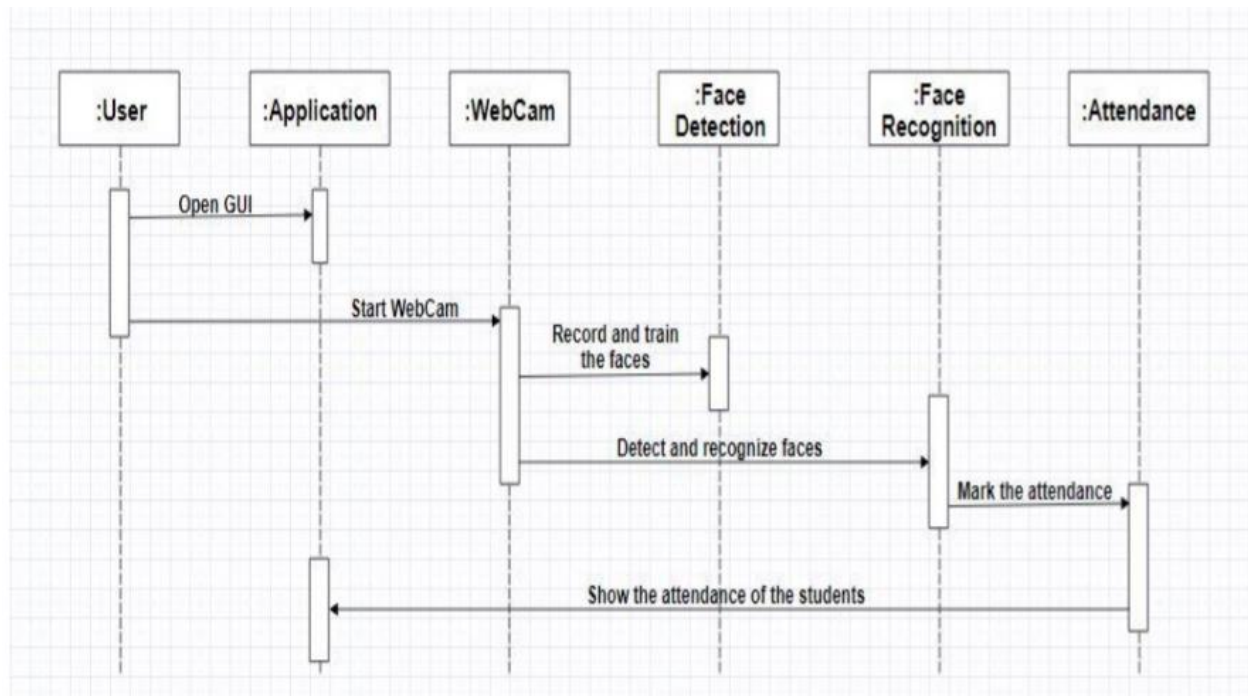 :User
:Application
:WebCam
:Face
Detection
:Face
Recognition
:Attendance
Open GUI
Start WebCam
Record and train
the faces
Detect and recognize faces
Mark the attendance
Show the attendance of the students